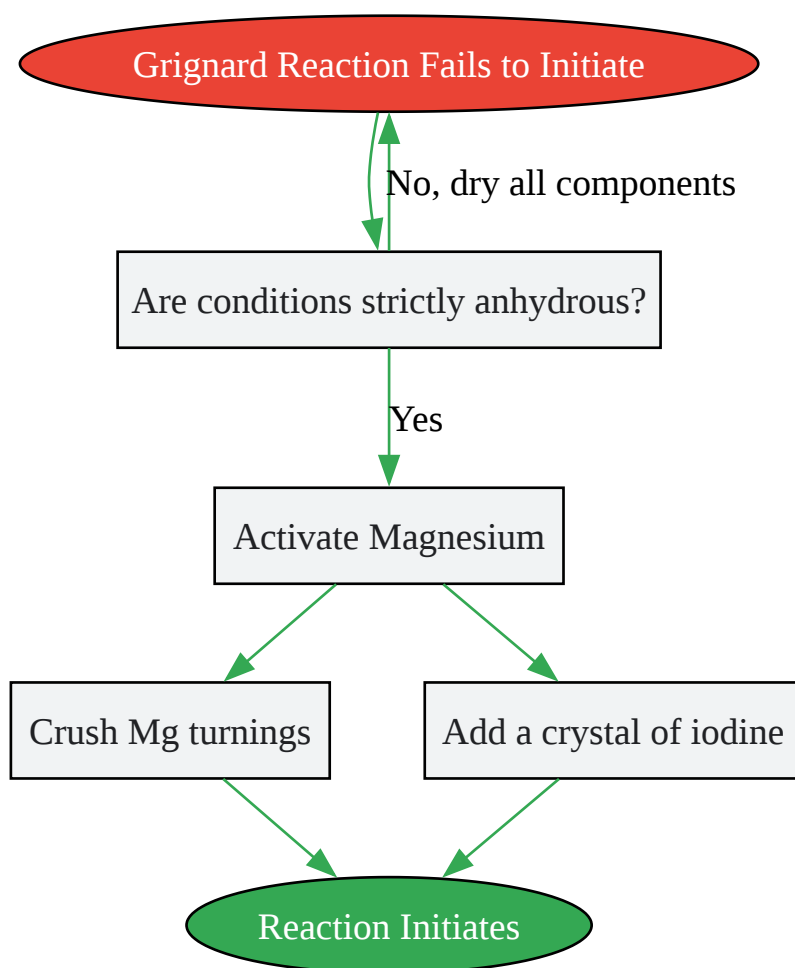 Grignard Reaction Fails to Initiate
No, dry all components
Are conditions strictly anhydrous?
Yes
Activate Magnesium
Crush Mg turnings
Add a crystal of iodine
Reaction Initiates